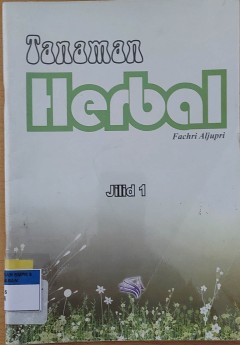 Tanaman
Herbal
Fachri Aljupri
Jilid 1